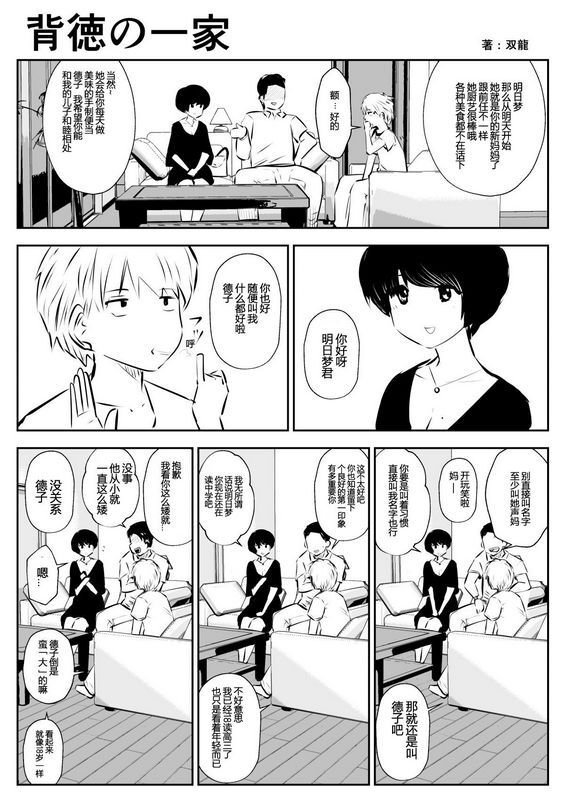 背徳の一家
著：双龍
明日梦
那么从明天开始
她就是你的新妈妈了
跟前任不一样
她厨艺很棒哦
各种美食都不在话下
额…好的
当然~
她会给你每天做
美味的手制便当
德子 我希望你能
和我的儿子和睦相处
你好呀
明日梦君
你也好
随便叫我
什么都好啦
德子
呼
别直接叫名字
至少叫她声妈
开玩笑啦
妈—
你要是叫着习惯
直接叫我名字也行
那就还是叫
德子吧
这不太好吧
你也知道留下
个良好的第一印象
有多重要你
我无所谓
话说明日梦
你现在还在
读中学吧
不好意思
我已经18读高三了
也只是看着年轻而已
抱歉
我看你这么矮就…
没事
他从小就
一直这么矮
没关系
德子
嗯…
德子倒是
蛮「大」的嘛
看起来
就像18岁一样